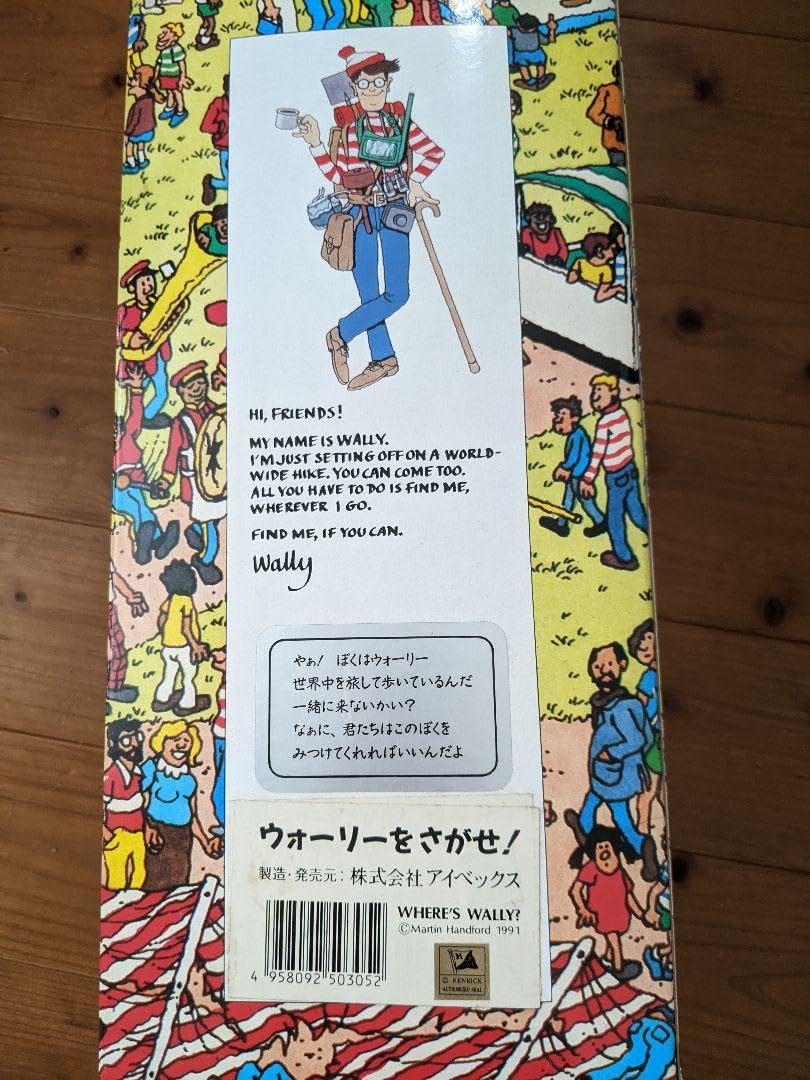 HI, FRIENDS!
MY NAME IS WALLY.
I'M JUST SETTING OFF ON A WORLD-
WIDE HIKE. YOU CAN COME TOO.
ALL YOU HAVE TO DO IS FIND ME,
WHEREVER I GO.
FIND ME, IF YOU CAN.
Wally
やぁ! ぼくはウォーリー
世界中を旅して歩いているんだ
一緒に来ないかい?
なぁに、君たちはこのぼくを
みつけてくれればいいんだよ
ウォーリーをさがせ!
製造・発売元:株式会社アイベックス
WHERE'S WALLY?
©Martin Handford 1991
4 958092 503052
K
© KENRICK
AUTHORIZED SEAL